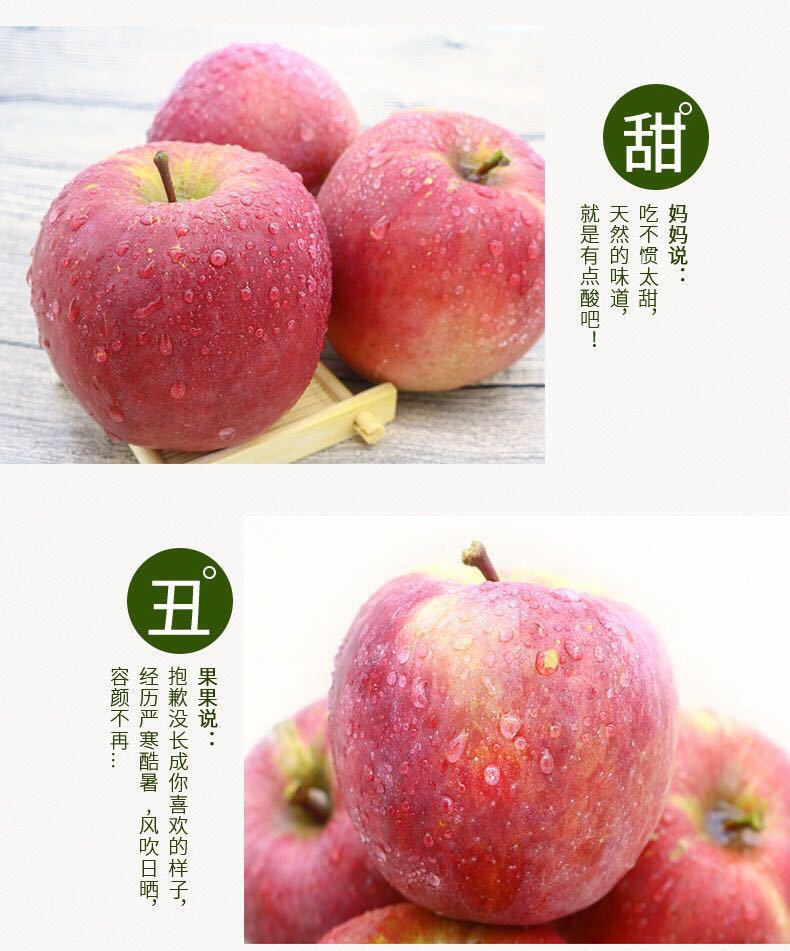 甜
妈妈说：
吃不惯太甜，
天然的味道，
就是有点酸吧！
丑
果果说：
抱歉没长成你喜欢的样子，
经历严寒酷暑，风吹日晒，
容颜不再…